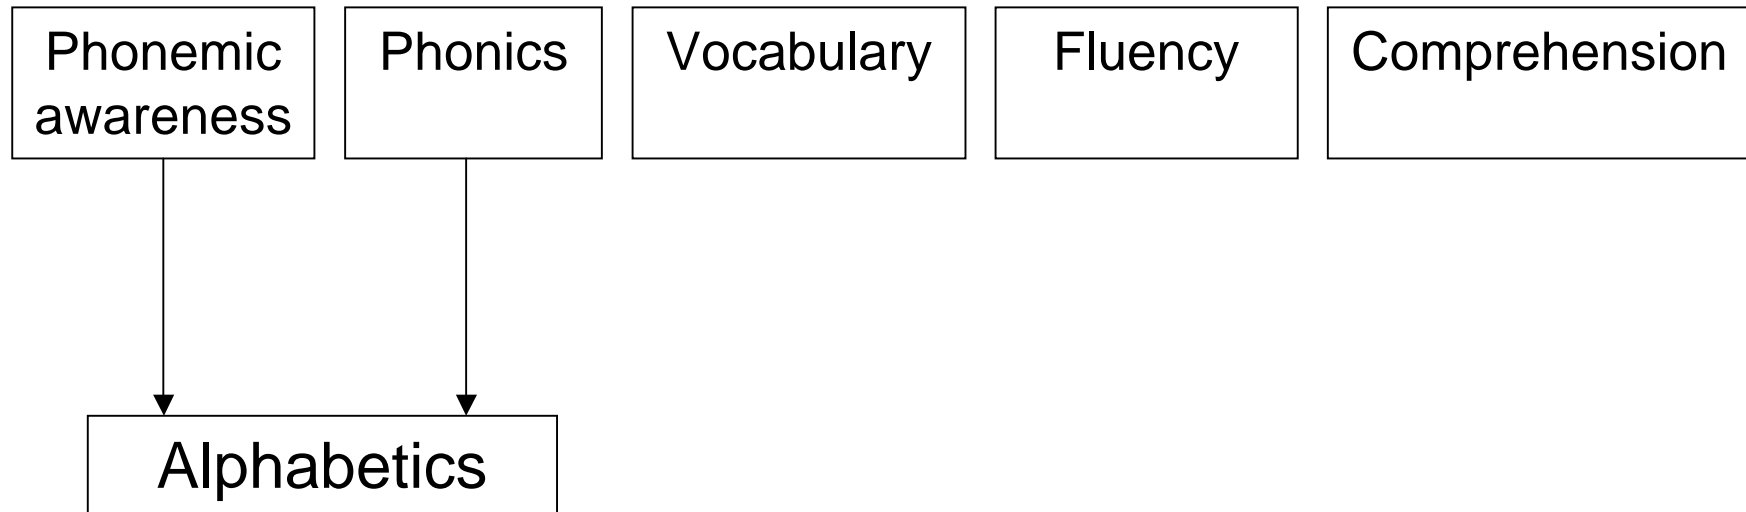 Phonemic
awareness
Phonics
Vocabulary
Fluency
Comprehension
Alphabetics